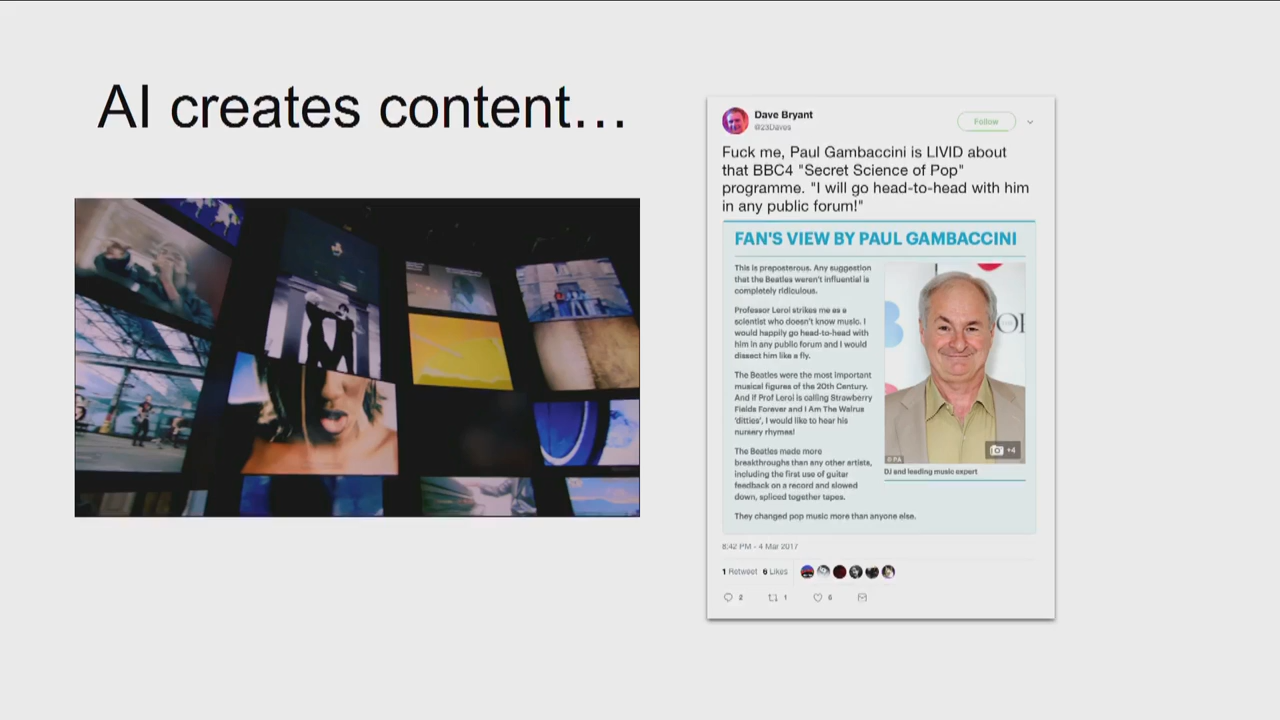 AI creates content…
Dave Bryant
@23Daves
Follow
Fuck me, Paul Gambaccini is LIVID about
that BBC4 "Secret Science of Pop"
programme. "I will go head-to-head with him
in any public forum!"
FAN'S VIEW BY PAUL GAMBACCINI
This is preposterous. Any suggestion
that the Beatles weren't influential is
completely ridiculous.
Professor Leroi strikes me as a
scientist who doesn't know music. I
would happily go head-to-head with
him in any public forum and I would
dissect him like a fly.
The Beatles were the most important
musical figures of the 20th Century.
And if Prof Leroi is calling Strawberry
Fields Forever and I Am The Walrus
'ditties', I would like to hear his
nursery rhymes!
The Beatles made more
breakthroughs than any other artists,
including the first use of guitar
feedback on a record and slowed
down, spliced together tapes.
They changed pop music more than anyone else.
+4
© PA
DJ and leading music expert
8:42 PM - 4 Mar 2017
1 Retweet 6 Likes
2 1 6